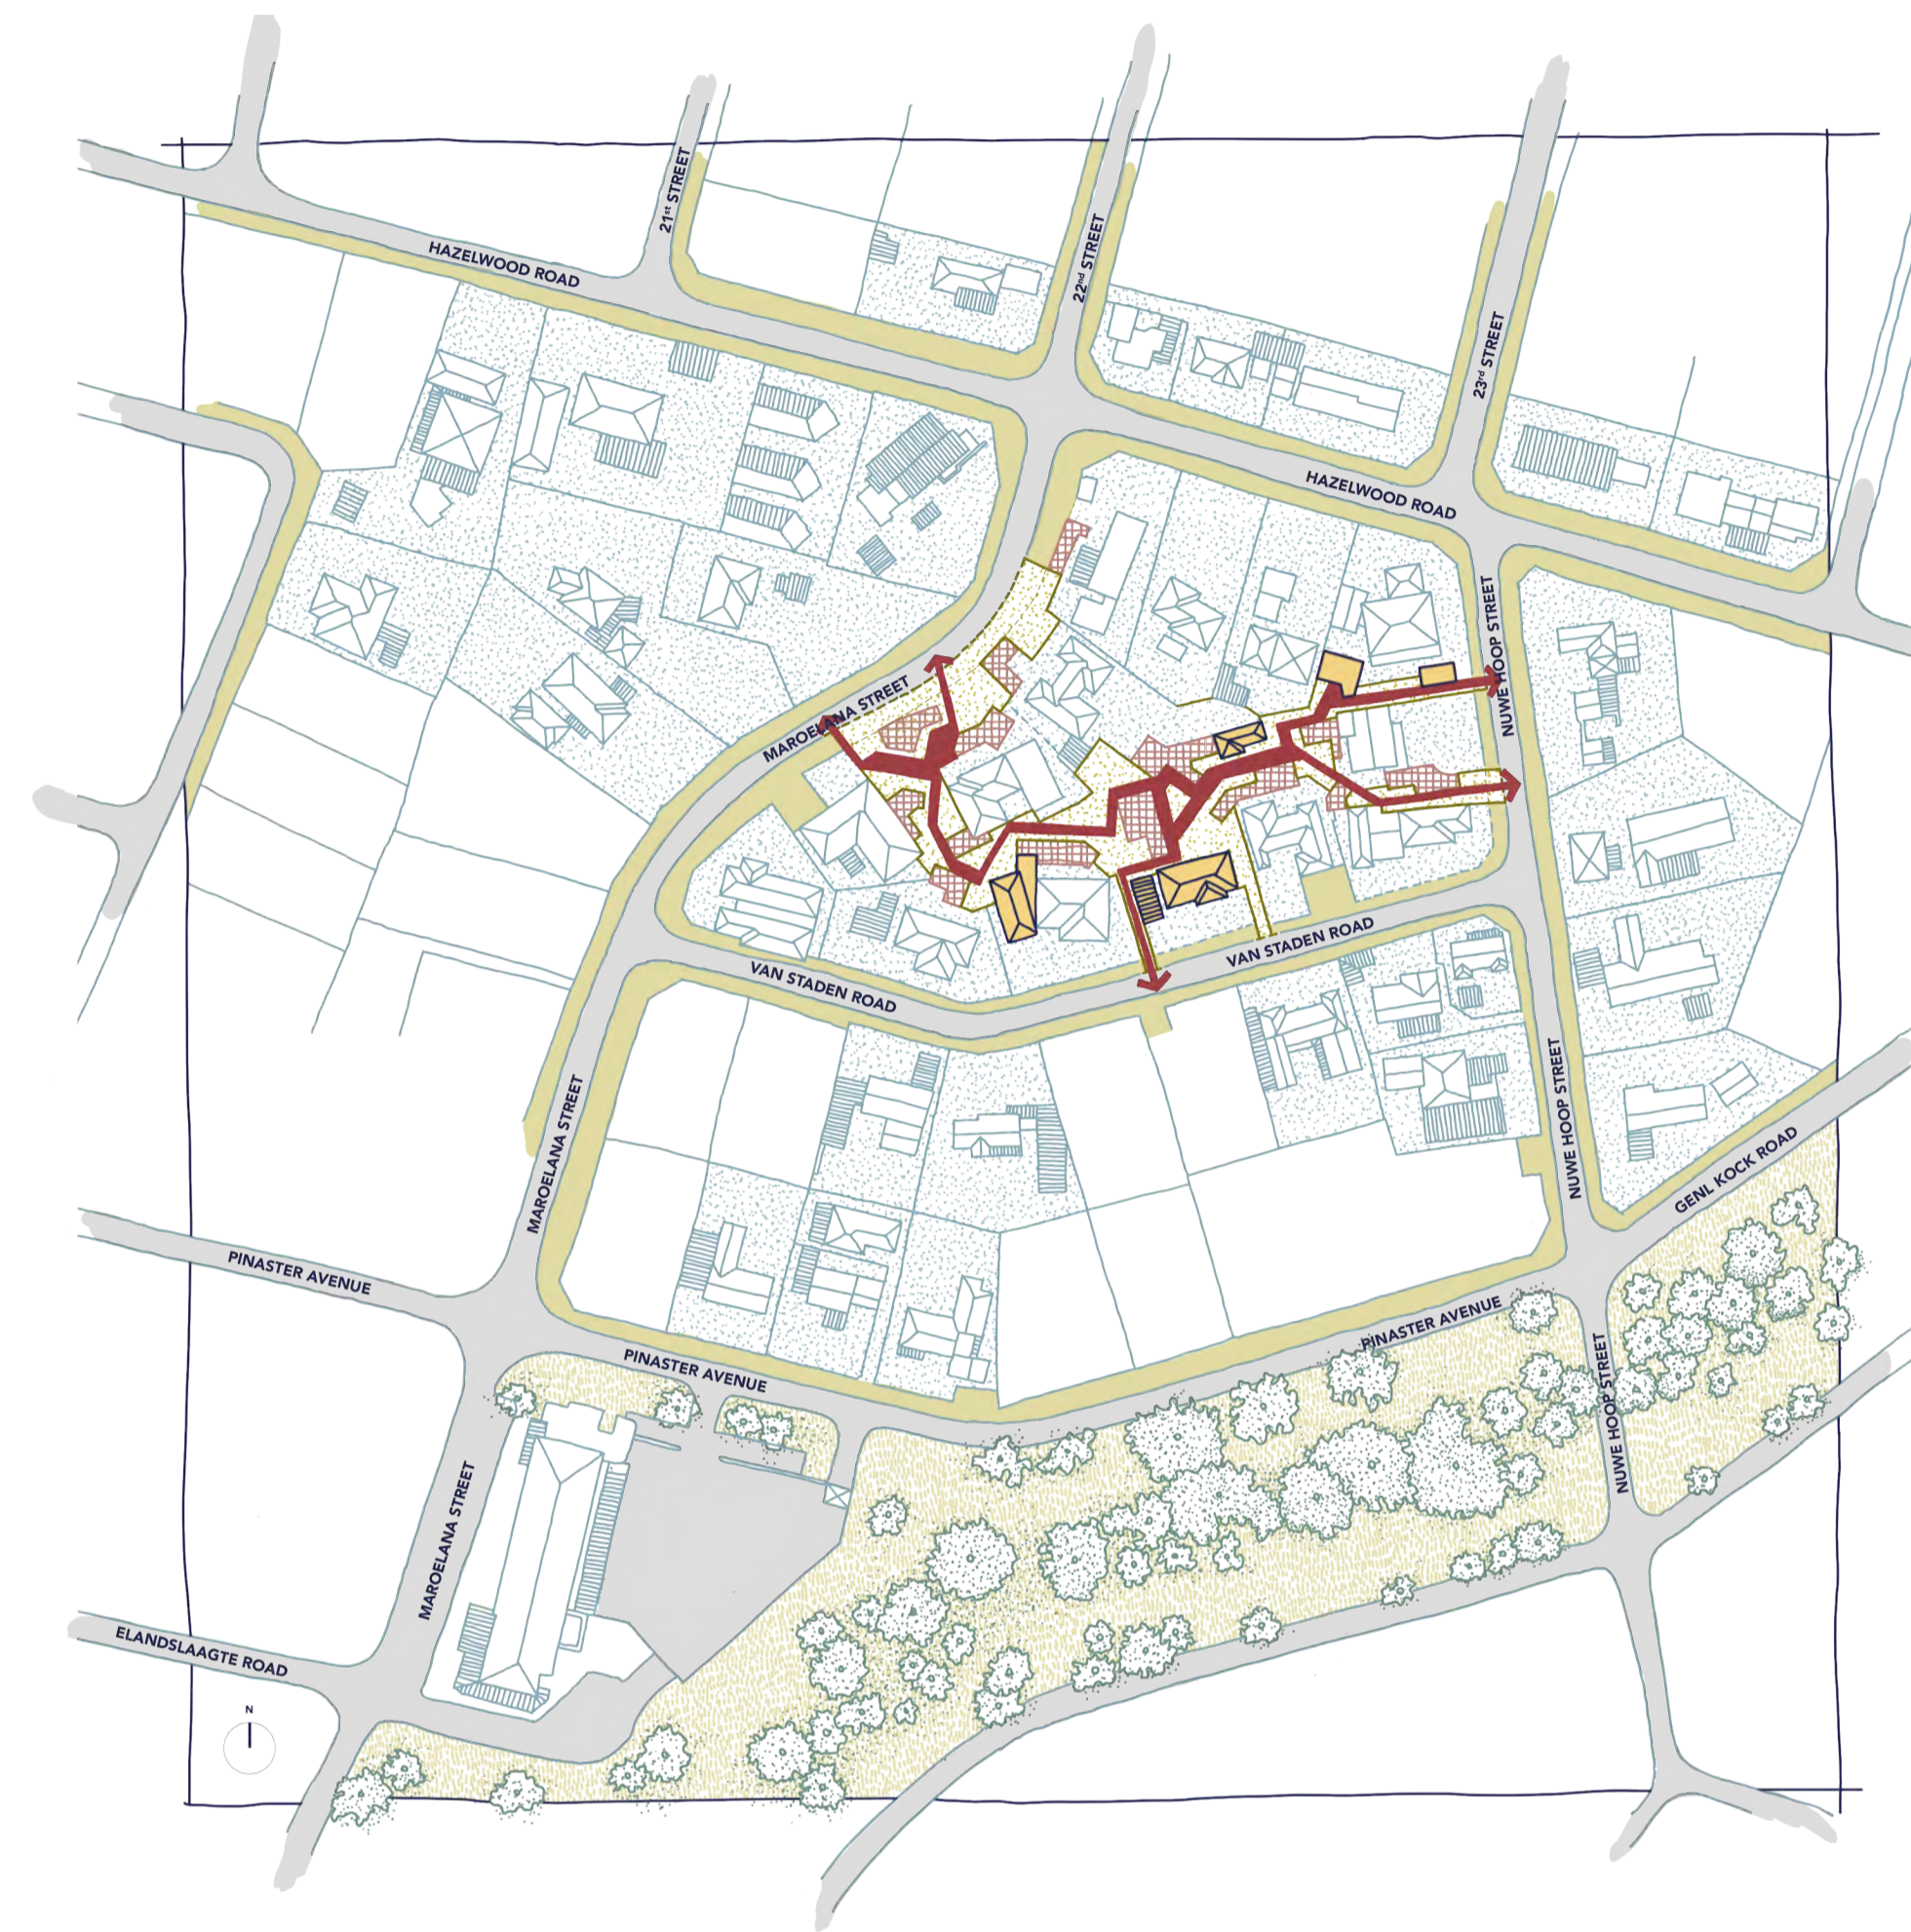 21st STREET
22nd STREET
HAZELWOOD ROAD
23rd STREET
HAZELWOOD ROAD
NUWE HOOP STREET
MAROELANA STREET
VAN STADEN ROAD
VAN STADEN ROAD
MAROELANA STREET
NUWE HOOP STREET
GENL KOCK ROAD
PINASTER AVENUE
PINASTER AVENUE
PINASTER AVENUE
NUWE HOOP STREET
MAROELANA STREET
ELANDSLAAGTE ROAD
N